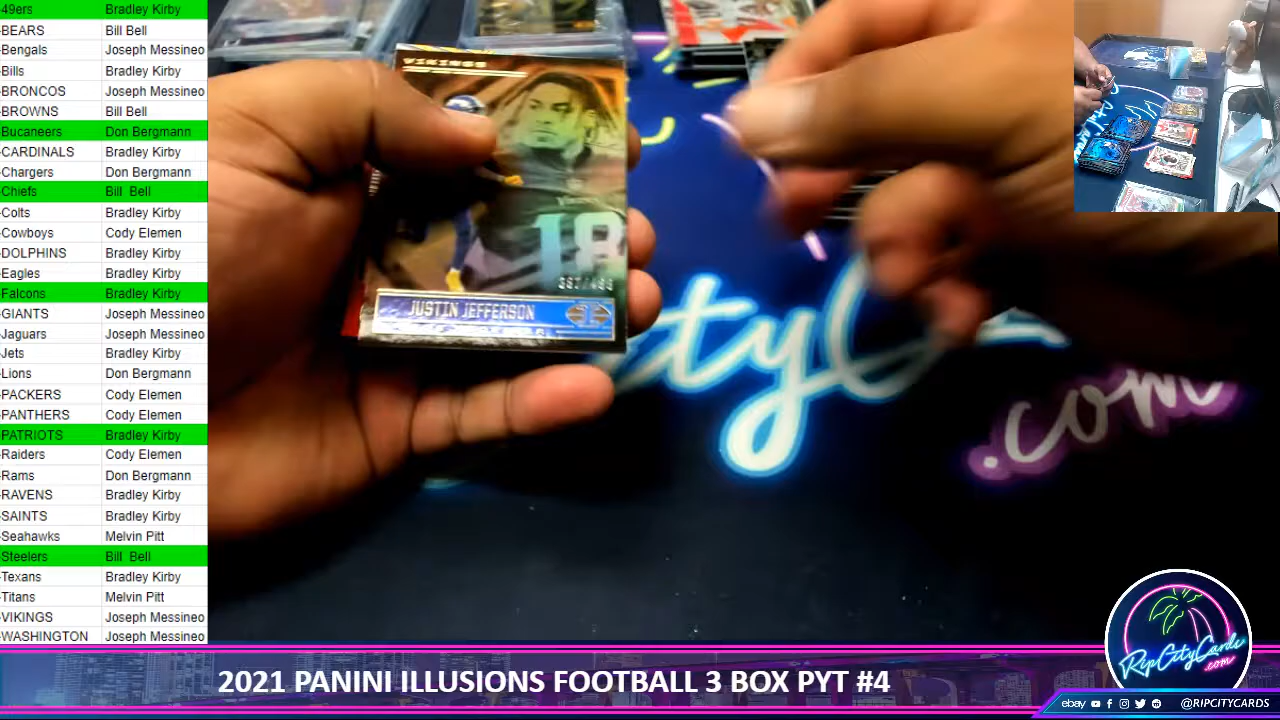 -49ers Bradley Kirby
-BEARS Bill Bell
-Bengals Joseph Messineo
-Bills Bradley Kirby
-BRONCOS Joseph Messineo
-BROWNS Bill Bell
-Bucaneers Don Bergmann
-CARDINALS Bradley Kirby
-Chargers Don Bergmann
-Chiefs Bill Bell
-Colts Bradley Kirby
-Cowboys Cody Elemen
-DOLPHINS Bradley Kirby
-Eagles Bradley Kirby
-Falcons Bradley Kirby
-GIANTS Joseph Messineo
-Jaguars Joseph Messineo
-Jets Bradley Kirby
-Lions Don Bergmann
-PACKERS Cody Elemen
-PANTHERS Cody Elemen
-PATRIOTS Bradley Kirby
-Raiders Cody Elemen
-Rams Don Bergmann
-RAVENS Bradley Kirby
-SAINTS Bradley Kirby
-Seahawks Melvin Pitt
-Steelers Bill Bell
-Texans Bradley Kirby
-Titans Melvin Pitt
-VIKINGS Joseph Messineo
-WASHINGTON Joseph Messineo
VIKINGS
18
JUSTIN JEFFERSON
ity
.com
RipCityCards
.com
2021 PANINI ILLUSIONS FOOTBALL 3 BOX PYT #4
ebay @RIPCITYCARDS